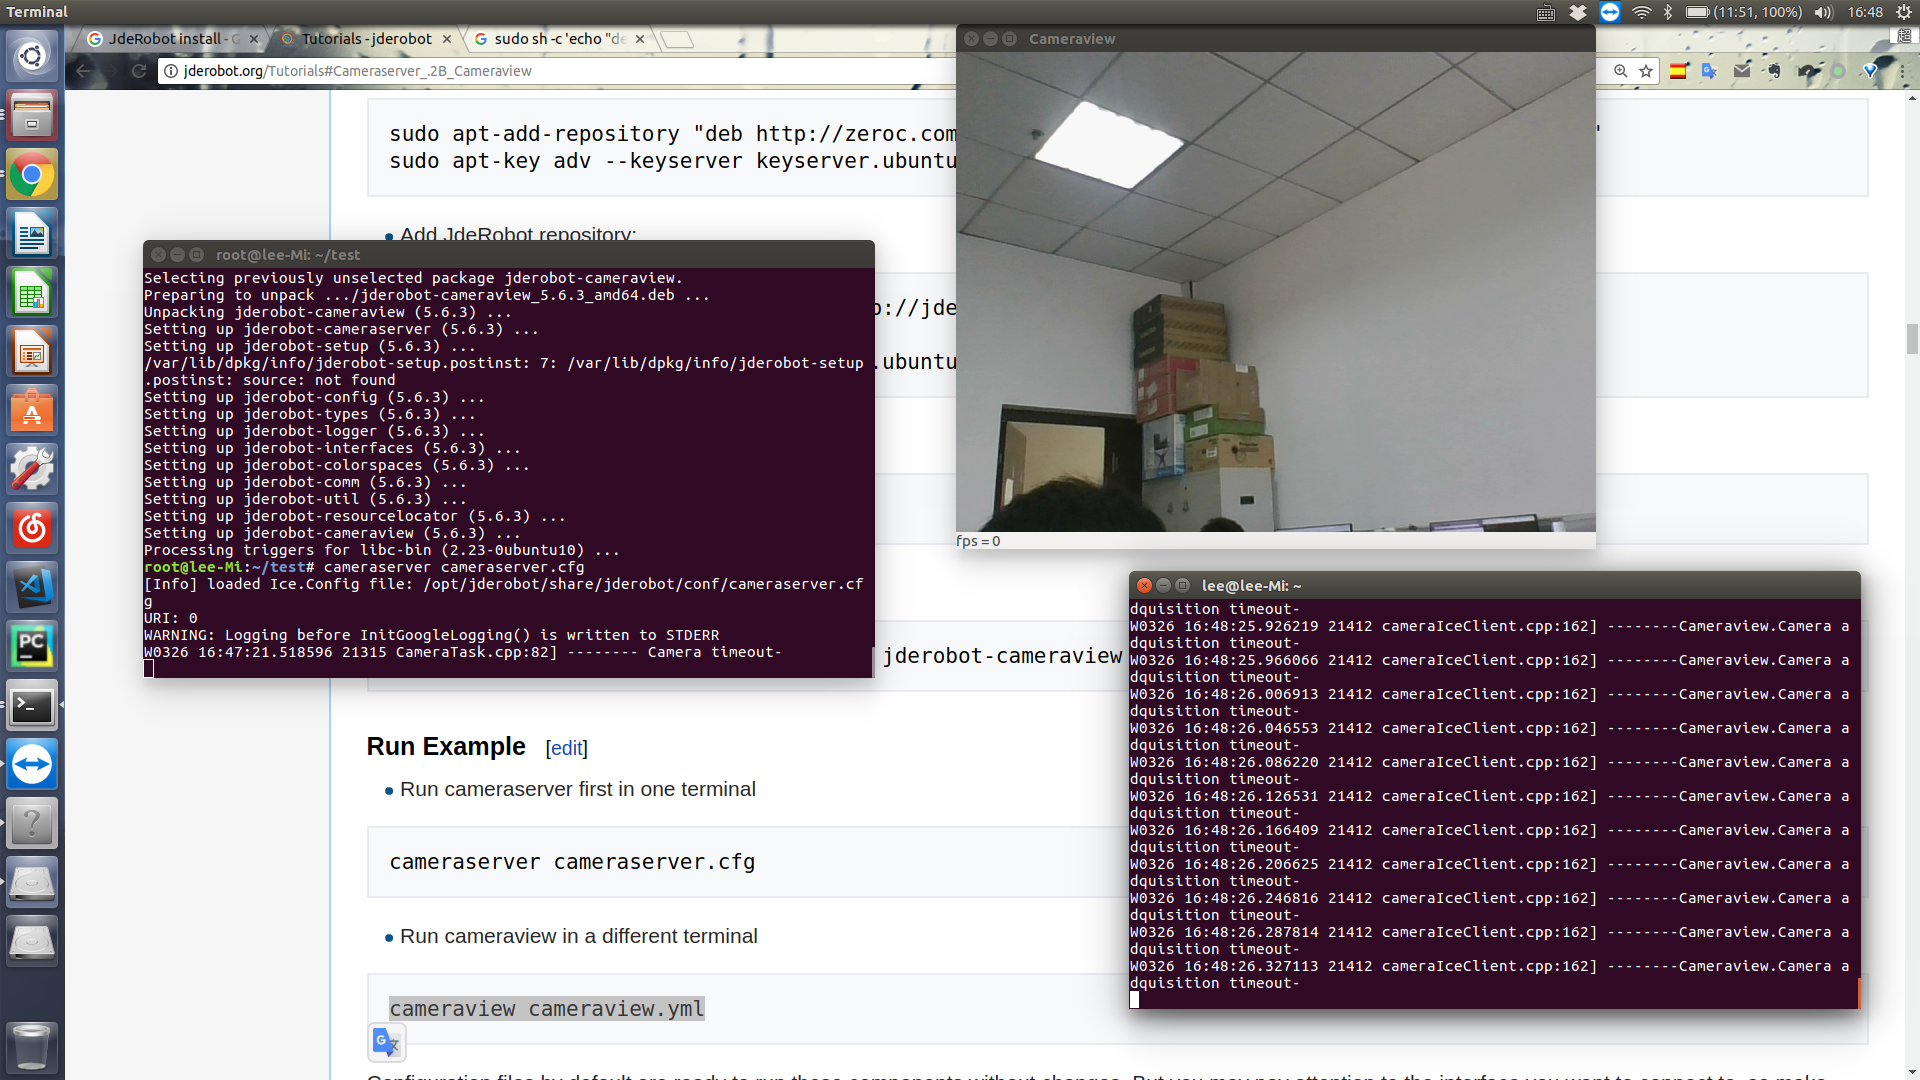 Terminal
(11:51, 100%)
16:48
JdeRobot install - G
Tutorials - jderobot
sudo sh -c 'echo "de
jderobot.org/Tutorials#Cameraserver_.2B_Cameraview
Cameraview
sudo apt-add-repository "deb http://zeroc.com
sudo apt-key adv --keyserver keyserver.ubuntu
Add JdeRobot repository:
root@lee-Mi: ~/test
Selecting previously unselected package jderobot-cameraview.
Preparing to unpack .../jderobot-cameraview_5.6.3_amd64.deb ...
Unpacking jderobot-cameraview (5.6.3) ...
Setting up jderobot-cameraserver (5.6.3) ...
Setting up jderobot-setup (5.6.3) ...
/var/lib/dpkg/info/jderobot-setup.postinst: 7: /var/lib/dpkg/info/jderobot-setup
.postinst: source: not found
Setting up jderobot-config (5.6.3) ...
Setting up jderobot-types (5.6.3) ...
Setting up jderobot-logger (5.6.3) ...
Setting up jderobot-interfaces (5.6.3) ...
Setting up jderobot-colorspaces (5.6.3) ...
Setting up jderobot-comm (5.6.3) ...
Setting up jderobot-util (5.6.3) ...
Setting up jderobot-resourcelocator (5.6.3) ...
Setting up jderobot-cameraview (5.6.3) ...
Processing triggers for libc-bin (2.23-0ubuntu10) ...
root@lee-Mi:~/test# cameraserver cameraserver.cfg
[Info] loaded Ice.Config file: /opt/jderobot/share/jderobot/conf/cameraserver.cf
g
URI: 0
WARNING: Logging before InitGoogleLogging() is written to STDERR
W0326 16:47:21.518596 21315 CameraTask.cpp:82] -------- Camera timeout-
p://jde
.ubuntu
fps = 0
jderobot-cameraview
lee@lee-Mi: ~
dquisition timeout-
W0326 16:48:25.926219 21412 cameraIceClient.cpp:162] --------Cameraview.Camera a
dquisition timeout-
W0326 16:48:25.966066 21412 cameraIceClient.cpp:162] --------Cameraview.Camera a
dquisition timeout-
W0326 16:48:26.006913 21412 cameraIceClient.cpp:162] --------Cameraview.Camera a
dquisition timeout-
W0326 16:48:26.046553 21412 cameraIceClient.cpp:162] --------Cameraview.Camera a
dquisition timeout-
W0326 16:48:26.086220 21412 cameraIceClient.cpp:162] --------Cameraview.Camera a
dquisition timeout-
W0326 16:48:26.126531 21412 cameraIceClient.cpp:162] --------Cameraview.Camera a
dquisition timeout-
W0326 16:48:26.166409 21412 cameraIceClient.cpp:162] --------Cameraview.Camera a
dquisition timeout-
W0326 16:48:26.206625 21412 cameraIceClient.cpp:162] --------Cameraview.Camera a
dquisition timeout-
W0326 16:48:26.246816 21412 cameraIceClient.cpp:162] --------Cameraview.Camera a
dquisition timeout-
W0326 16:48:26.287814 21412 cameraIceClient.cpp:162] --------Cameraview.Camera a
dquisition timeout-
W0326 16:48:26.327113 21412 cameraIceClient.cpp:162] --------Cameraview.Camera a
dquisition timeout-
Run Example [edit]
Run cameraserver first in one terminal
cameraserver cameraserver.cfg
Run cameraview in a different terminal
cameraview cameraview.yml